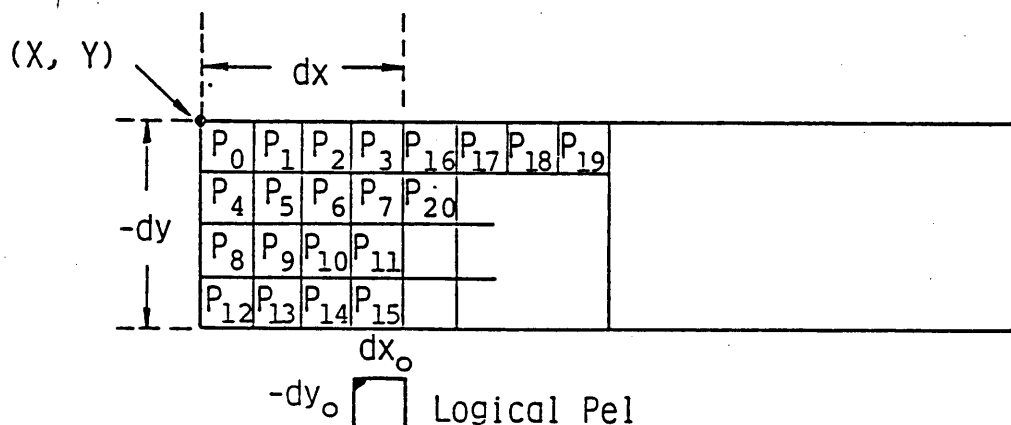 (X, Y)
dx
P0 P1 P2 P3 P16 P17 P18 P19
P4 P5 P6 P7 P20
-dy
P8 P9 P10 P11
P12 P13 P14 P15
dxo
-dyo Logical Pel